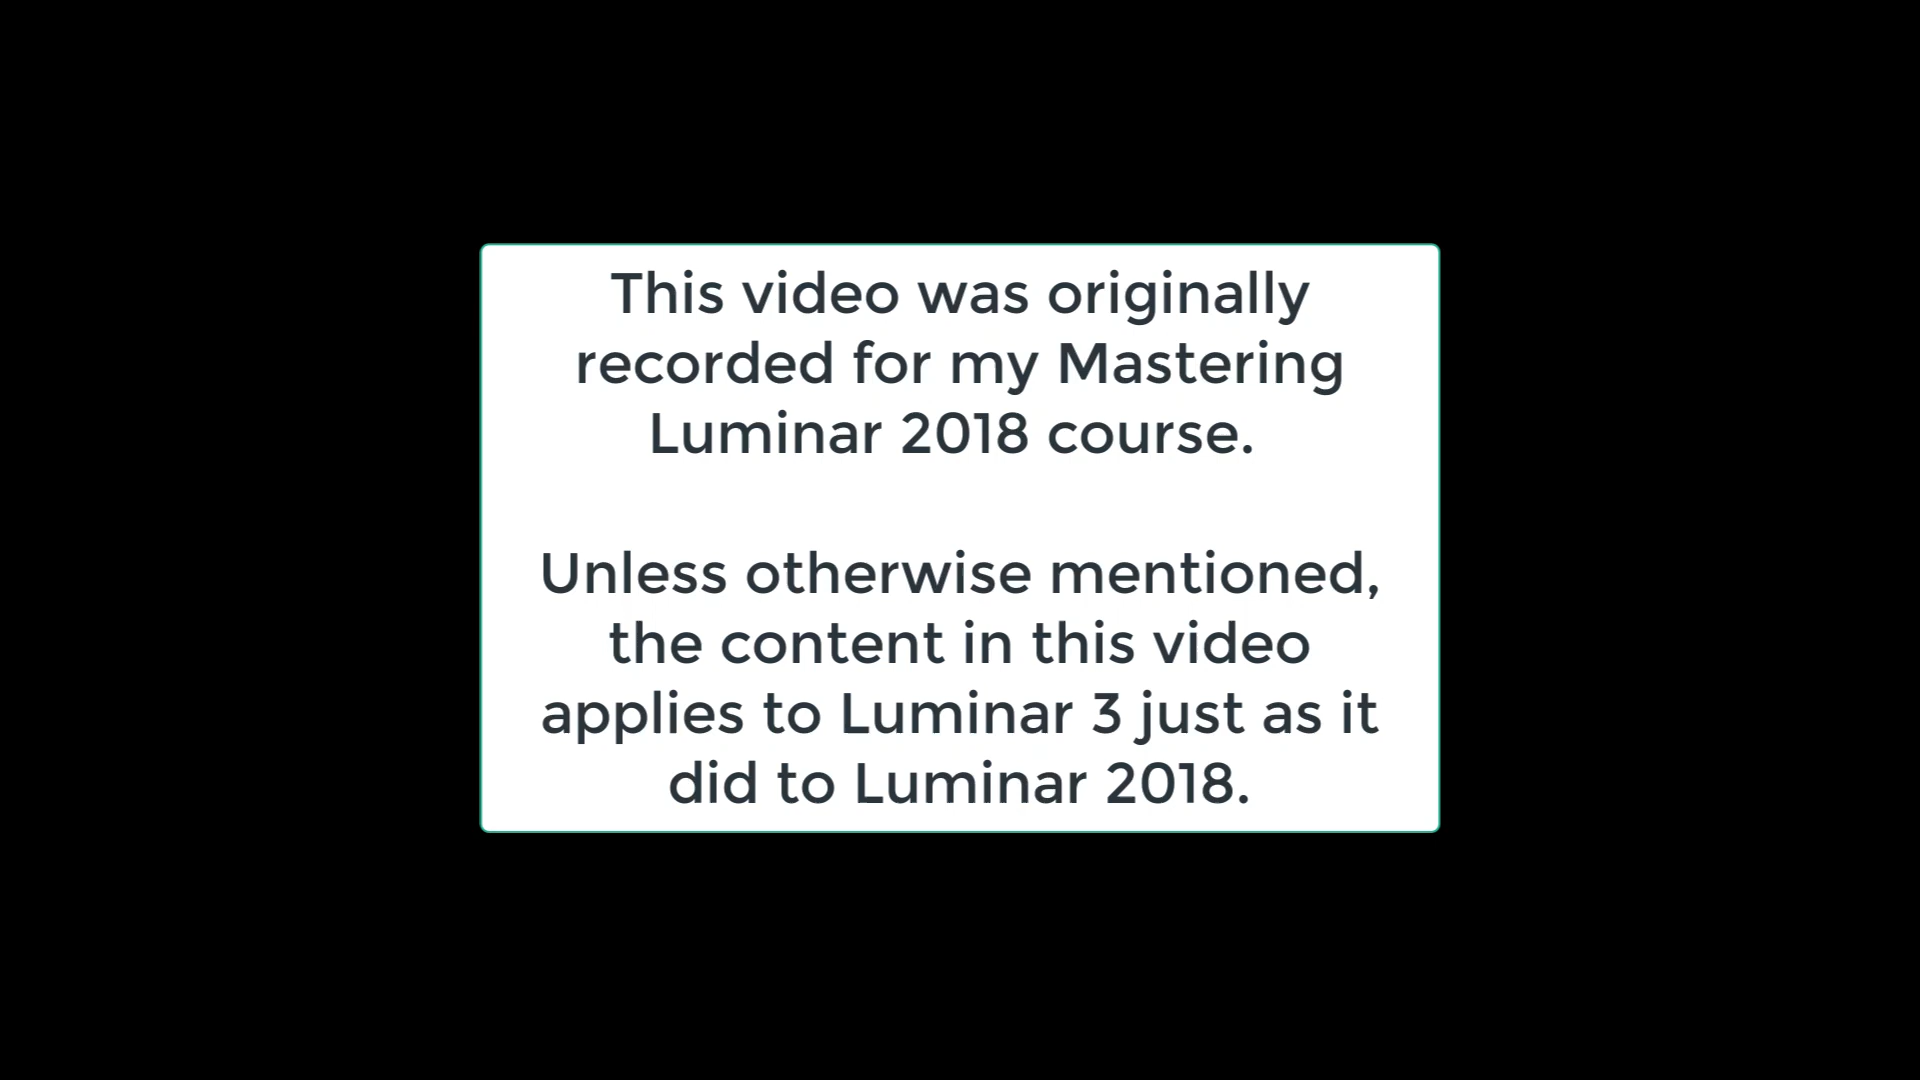 This video was originally
recorded for my Mastering
Luminar 2018 course.
Unless otherwise mentioned,
the content in this video
applies to Luminar 3 just as it
did to Luminar 2018.